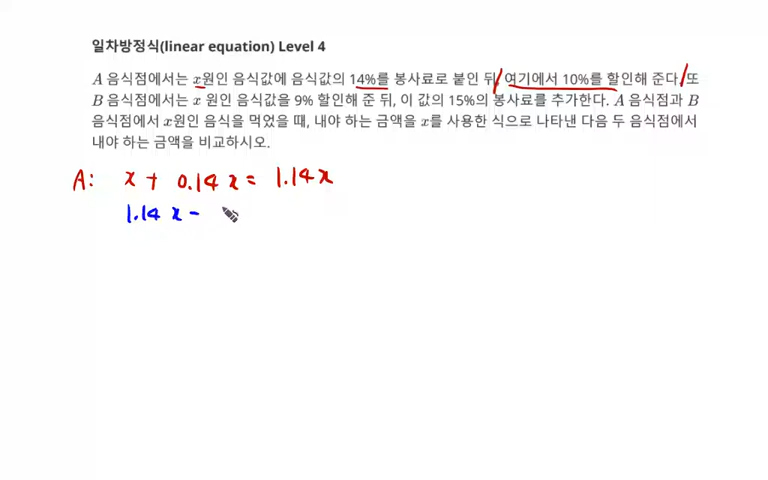 일차방정식(linear equation) Level 4
A 음식점에서는 x원인 음식값에 음식값의 14%를 봉사료로 붙인 뒤, 여기에서 10%를 할인해 준다. 또
B 음식점에서는 x 원인 음식값을 9% 할인해 준 뒤, 이 값의 15%의 봉사료를 추가한다. A 음식점과 B
음식점에서 x원인 음식을 먹었을 때, 내야 하는 금액을 x를 사용한 식으로 나타낸 다음 두 음식점에서
내야 하는 금액을 비교하시오.
A: x + 0.14x = 1.14x
1.14 x -